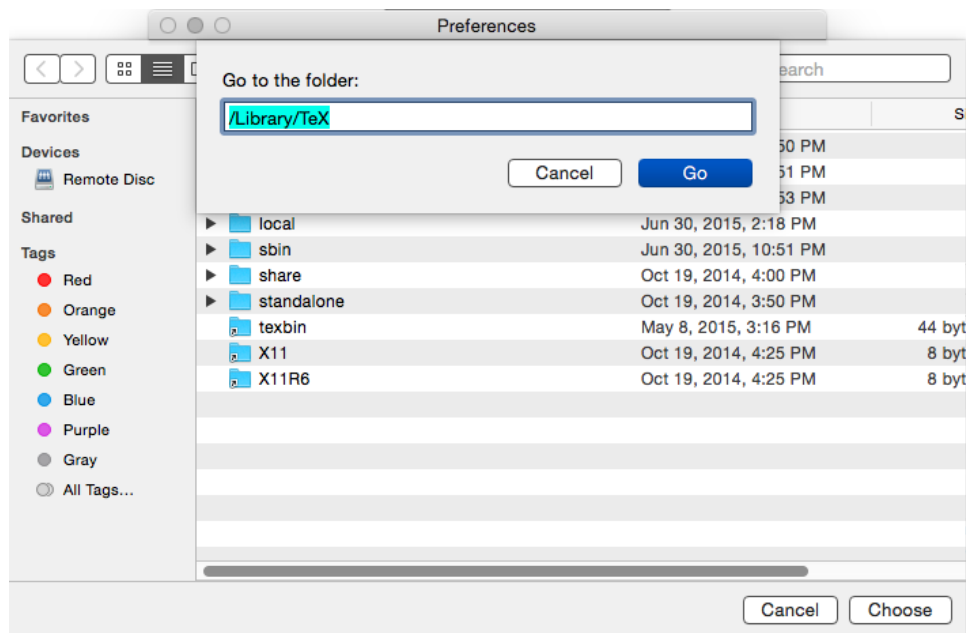 Preferences
earch
Go to the folder:
/Library/TeX
Cancel
Go
Favorites
Devices
Remote Disc
Shared
Tags
Red
Orange
Yellow
Green
Blue
Purple
Gray
All Tags...
S
50 PM
51 PM
53 PM
local Jun 30, 2015, 2:18 PM
sbin Jun 30, 2015, 10:51 PM
share Oct 19, 2014, 4:00 PM
standalone Oct 19, 2014, 3:50 PM
texbin May 8, 2015, 3:16 PM 44 byt
X11 Oct 19, 2014, 4:25 PM 8 byt
X11R6 Oct 19, 2014, 4:25 PM 8 byt
Cancel Choose